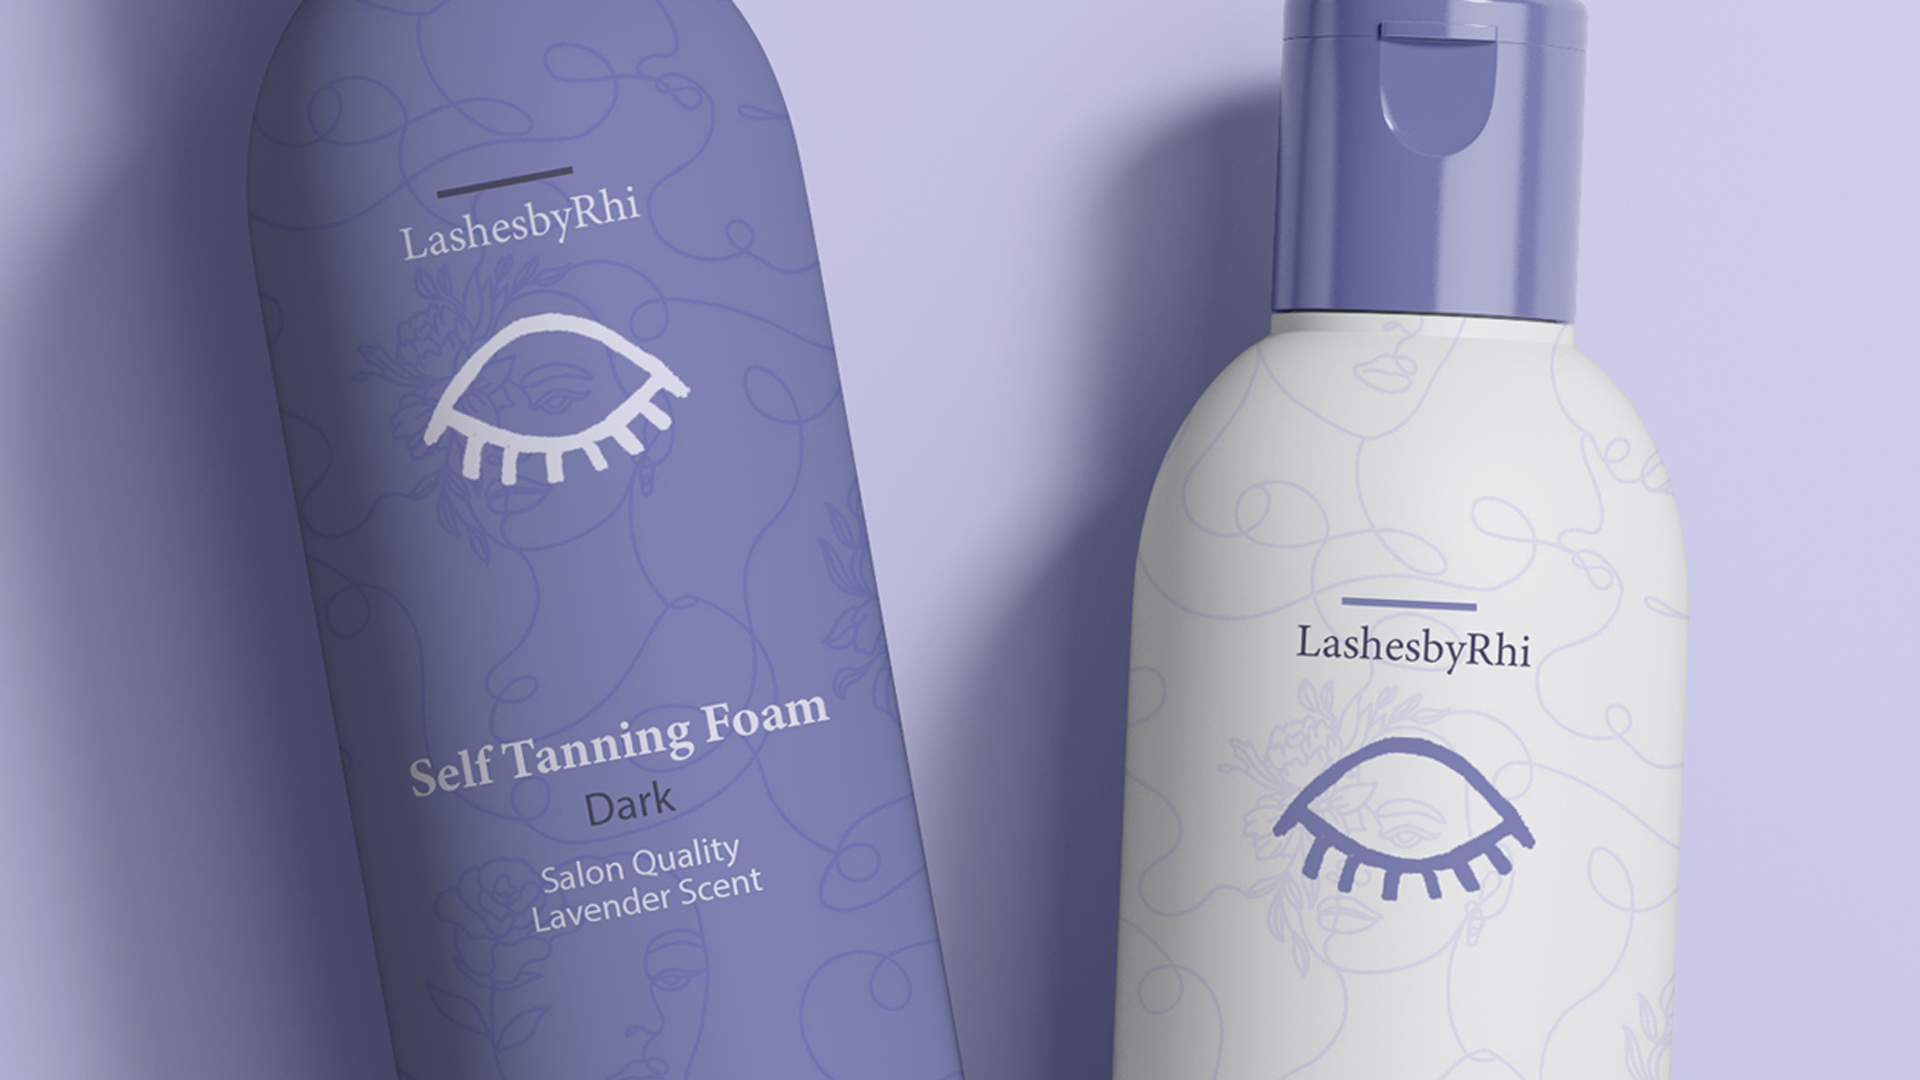 LashesbyRhi
Self Tanning Foam
Dark
Salon Quality
Lavender Scent
LashesbyRhi